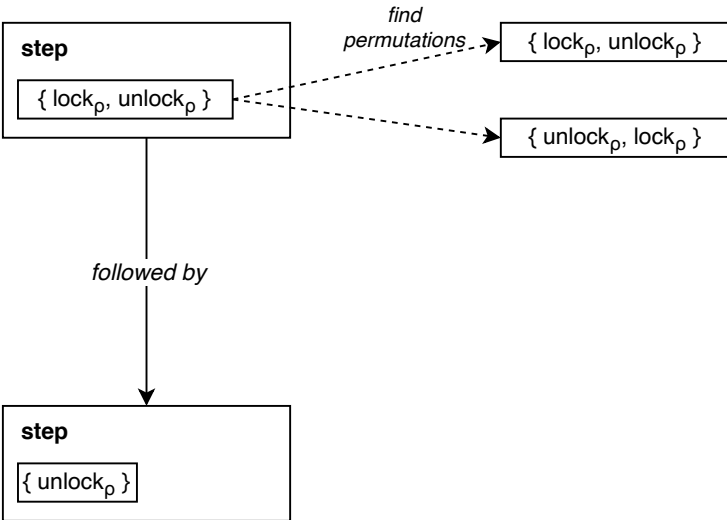 step
{ lockρ, unlockρ }
find
permutations
{ lockρ, unlockρ }
{ unlockρ, lockρ }
followed by
step
{ unlockρ }